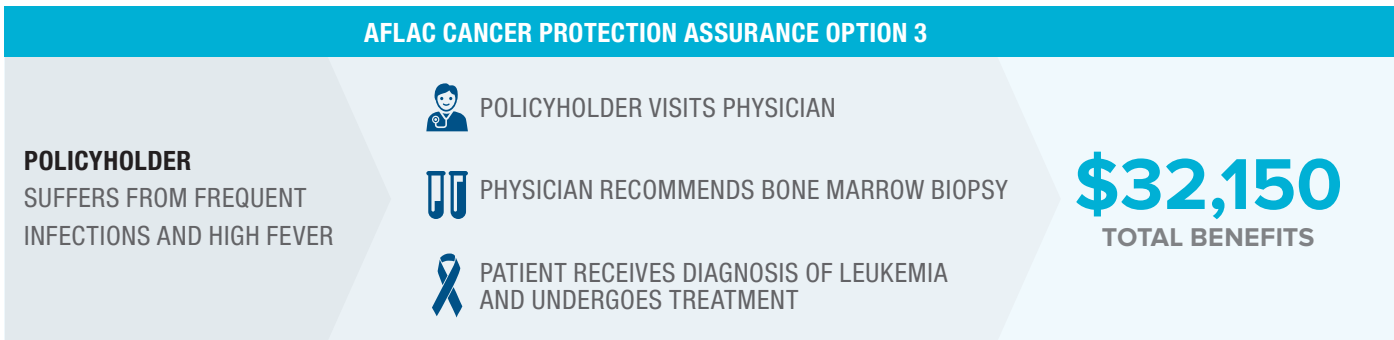 AFLAC CANCER PROTECTION ASSURANCE OPTION 3
POLICYHOLDER
SUFFERS FROM FREQUENT
INFECTIONS AND HIGH FEVER
POLICYHOLDER VISITS PHYSICIAN
PHYSICIAN RECOMMENDS BONE MARROW BIOPSY
PATIENT RECEIVES DIAGNOSIS OF LEUKEMIA
AND UNDERGOES TREATMENT
$32,150
TOTAL BENEFITS